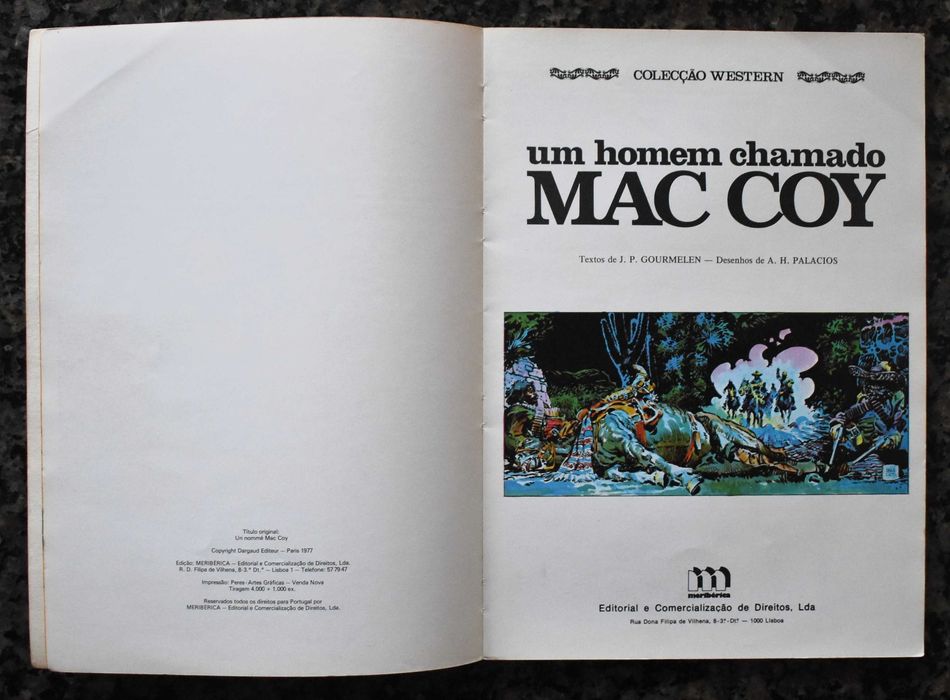 Título original:
Un nommé Mac Coy
Copyright Dargaud Editeur — Paris 1977
Edição: MERIBÉRICA — Editorial e Comercialização de Direitos, Lda.
R. D. Filipa de Vilhena, 8-3.º Dt.º — Lisboa 1 — Telefone: 57 79 47
Impressão: Peres-Artes Gráficas — Venda Nova
Tiragem 4.000 + 1.000 ex.
Reservados todos os direitos para Portugal por
MERIBÉRICA — Editorial e Comercialização de Direitos, Lda.
COLECÇÃO WESTERN
um homem chamado
MAC COY
Textos de J. P. GOURMELEN — Desenhos de A. H. PALACIOS
m
meribérica
Editorial e Comercialização de Direitos, Lda
Rua Dona Filipa de Vilhena, 8-3º-Dtº — 1000 Lisboa